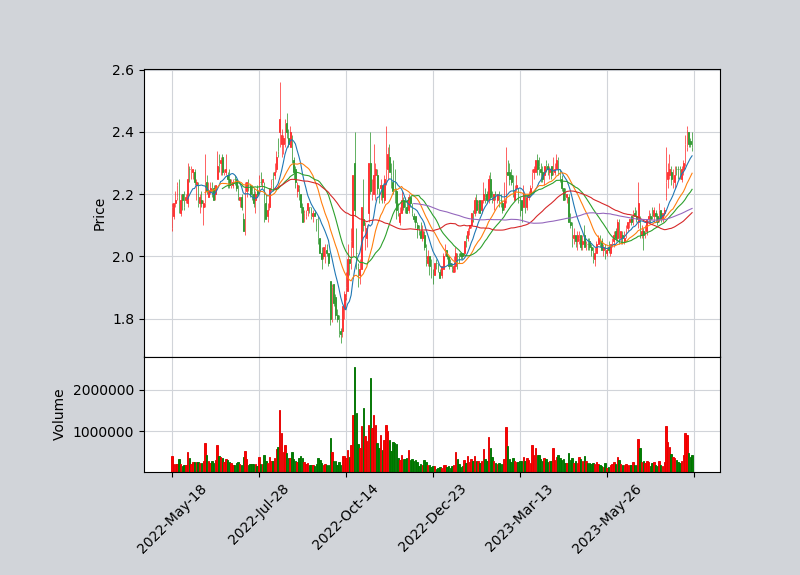 2.6
2.4
2.2
2.0
1.8
Price
2000000
1000000
Volume
2022-May-18
2022-Jul-28
2022-Oct-14
2022-Dec-23
2023-Mar-13
2023-May-26